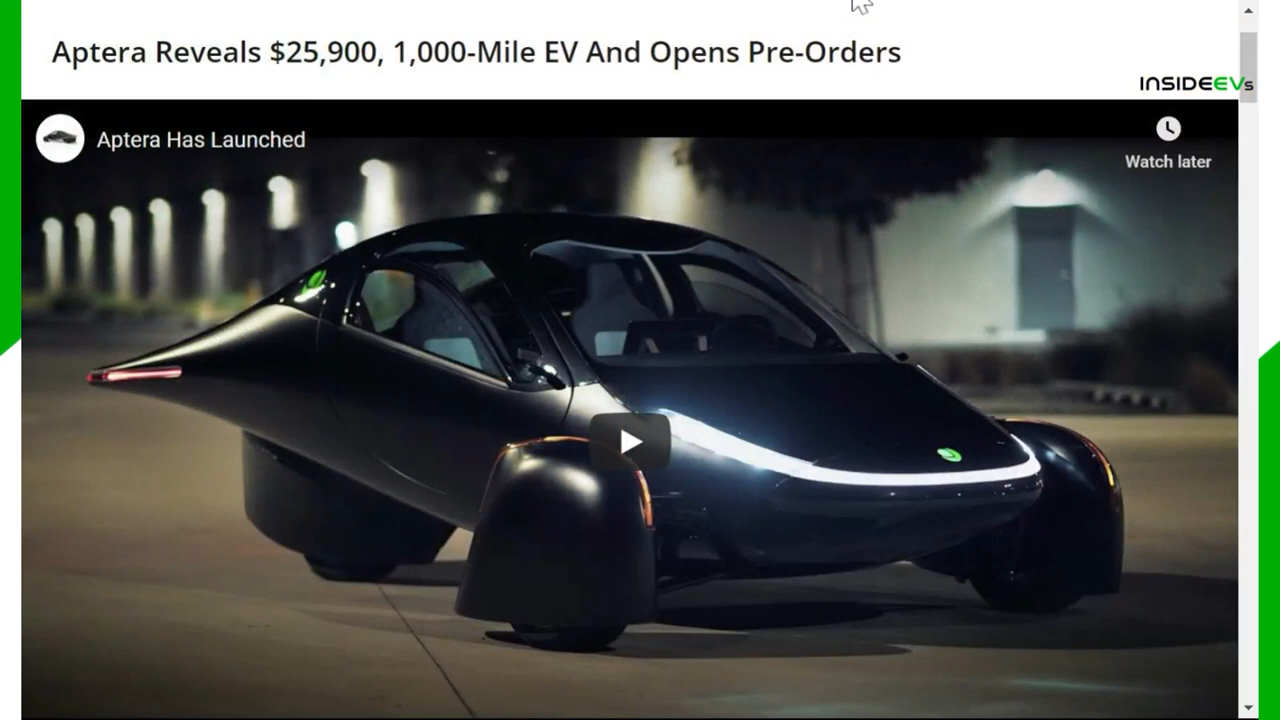 Aptera Reveals $25,900, 1,000-Mile EV And Opens Pre-Orders
INSIDEEVs
Aptera Has Launched
Watch later